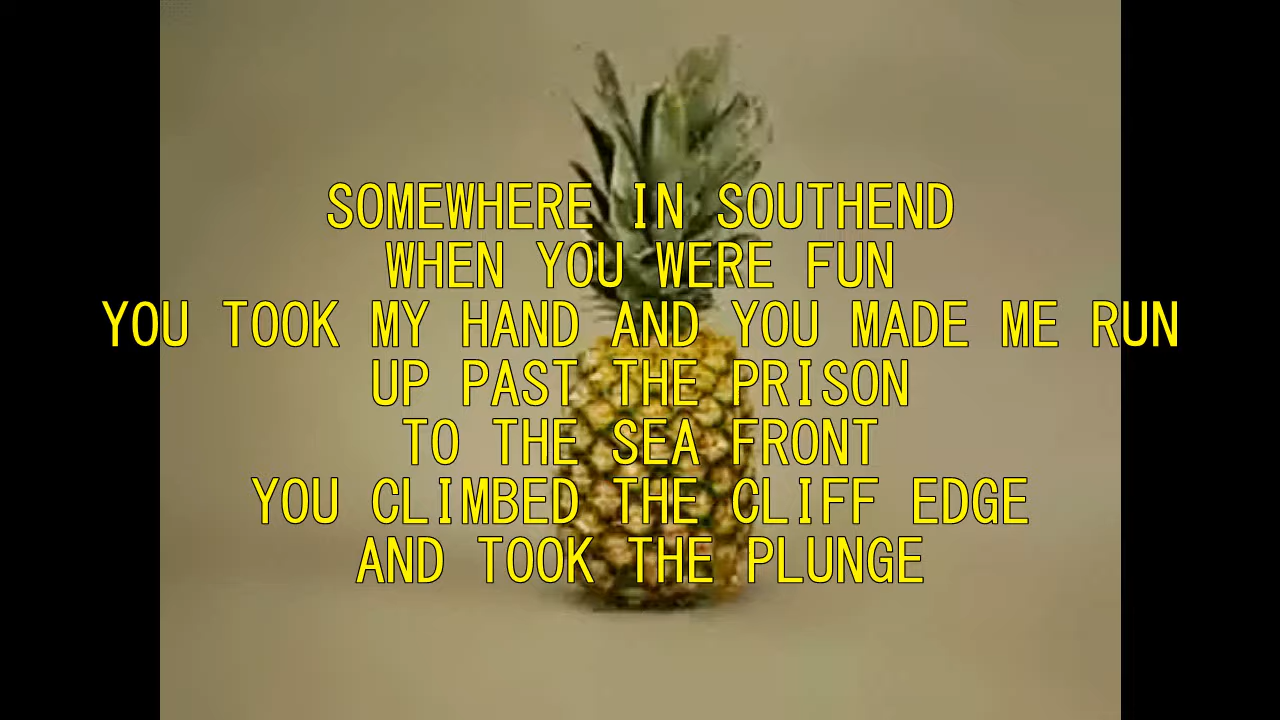 SOMEWHERE IN SOUTHEND
WHEN YOU WERE FUN
YOU TOOK MY HAND AND YOU MADE ME RUN
UP PAST THE PRISON
TO THE SEA FRONT
YOU CLIMBED THE CLIFF EDGE
AND TOOK THE PLUNGE